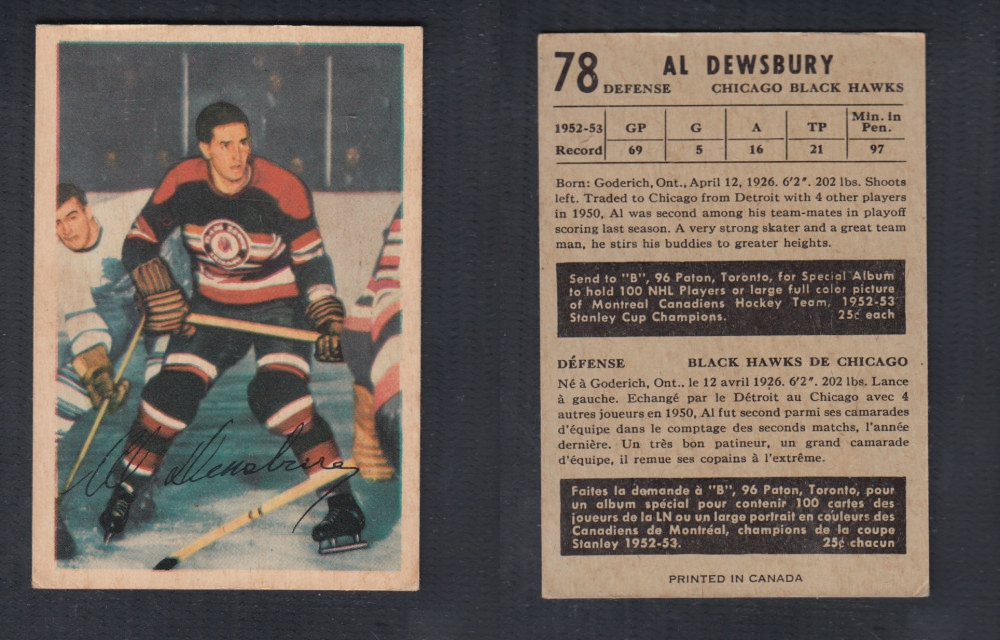 Al Dewsbury
78
AL DEWSBURY
DEFENSE CHICAGO BLACK HAWKS
1952-53 GP G A TP Min. in Pen.
Record 69 5 16 21 97
Born: Goderich, Ont., April 12, 1926. 6'2". 202 lbs. Shoots
left. Traded to Chicago from Detroit with 4 other players
in 1950, Al was second among his team-mates in playoff
scoring last season. A very strong skater and a great team
man, he stirs his buddies to greater heights.
Send to "B", 96 Paton, Toronto, for Special Album
to hold 100 NHL Players or large full color picture
of Montreal Canadiens Hockey Team, 1952-53
Stanley Cup Champions. 25¢ each
DÉFENSE BLACK HAWKS DE CHICAGO
Né à Goderich, Ont.. le 12 avril 1926. 6'2". 202 lbs. Lance
à gauche. Echangé par le Détroit au Chicago avec 4
autres joueurs en 1950, Al fut second parmi ses camarades
d'équipe dans le comptage des seconds matchs, l'année
dernière. Un très bon patineur, un grand camarade
d'équipe, il remue ses copains à l'extrême.
Faites la demande à "B", 96 Paton, Toronto, pour
un album spécial pour contenir 100 cartes des
joueurs de la LN ou un large portrait en couleurs des
Canadiens de Montréal, champions de la coupe
Stanley 1952-53. 25¢ chacun
PRINTED IN CANADA